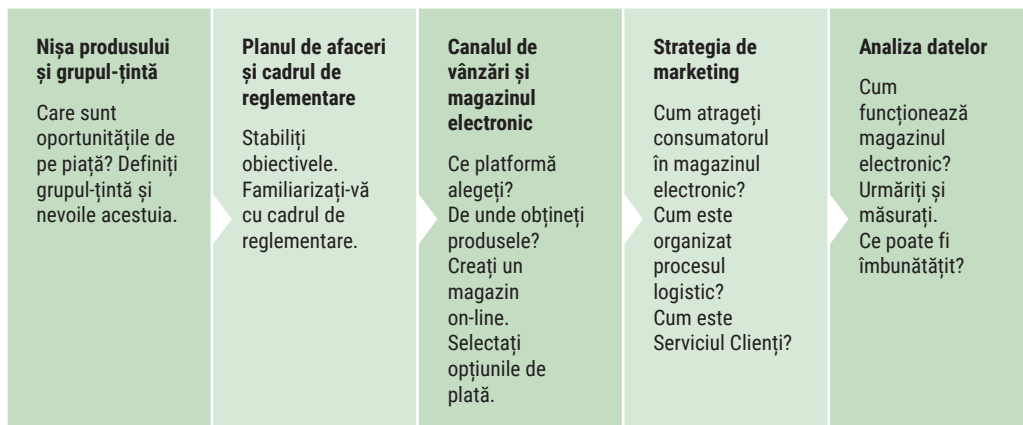 Nișa produsului
și grupul-țintă
Care sunt
oportunitățile de
pe piață? Definiți
grupul-țintă și
nevoile acestuia.
Planul de afaceri
și cadrul de
reglementare
Stabiliți
obiectivele.
Familiarizați-vă
cu cadrul de
reglementare.
Canalul de
vânzări și
magazinul
electronic
Ce platformă
alegeți?
De unde obțineți
produsele?
Creați un
magazin
on-line.
Selectați
opțiunile de
plată.
Strategia de
marketing
Cum atrageți
consumatorul
în magazinul
electronic?
Cum este
organizat
procesul
logistic?
Cum este
Serviciul Clienți?
Analiza datelor
Cum
funcționează
magazinul
electronic?
Urmăriți și
măsurați.
Ce poate fi
îmbunătățit?